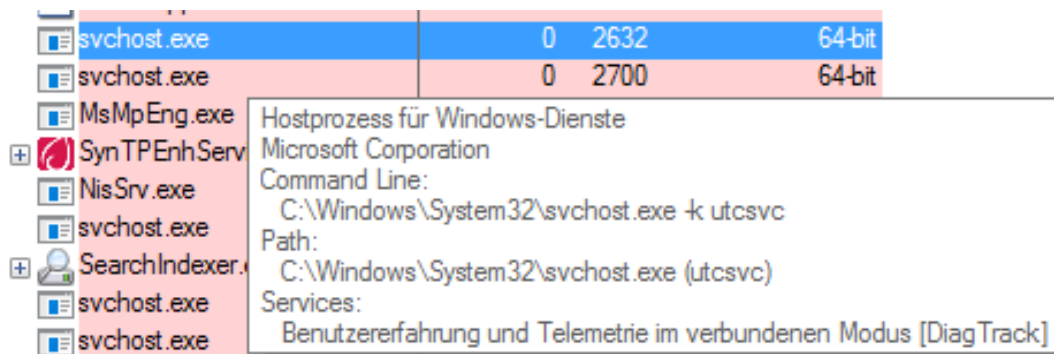 svchost.exe 0 2632 64-bit
svchost.exe 0 2700 64-bit
MsMpEng.exe
SynTPEnhServ
NisSrv.exe
svchost.exe
SearchIndexer.
svchost.exe
svchost.exe
Hostprozess für Windows-Dienste
Microsoft Corporation
Command Line:
C:\Windows\System32\svchost.exe -k utcsvc
Path:
C:\Windows\System32\svchost.exe (utcsvc)
Services:
Benutzererfahrung und Telemetrie im verbundenen Modus [DiagTrack]